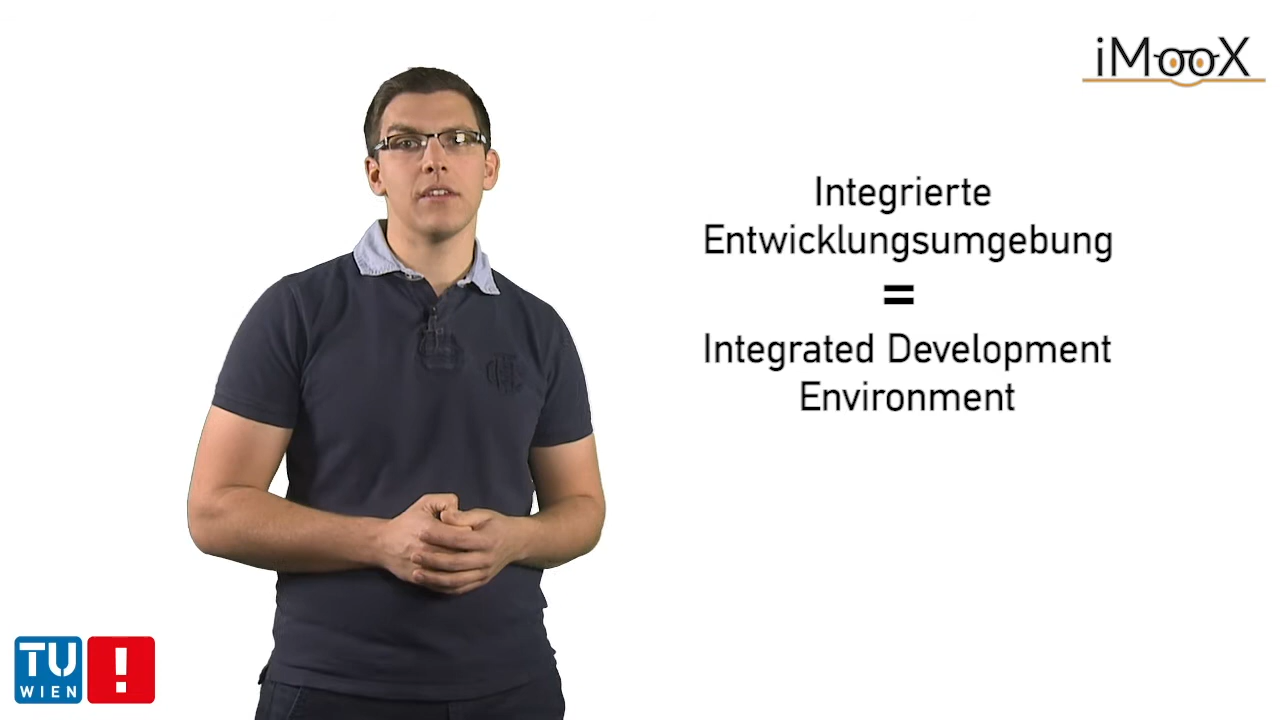 iMooX
Integrierte
Entwicklungsumgebung
=
Integrated Development
Environment
TU
WIEN
!